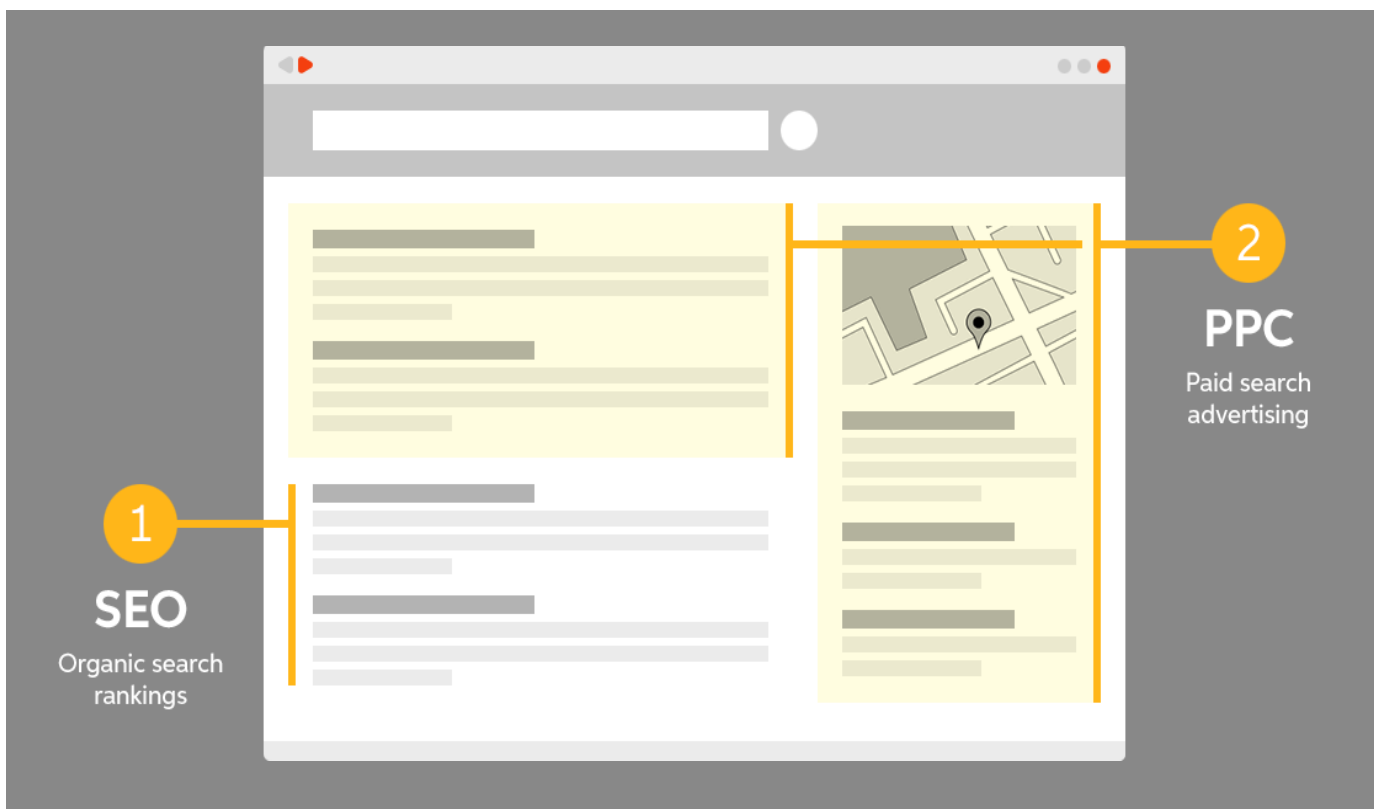 1
SEO
Organic search
rankings
2
PPC
Paid search
advertising